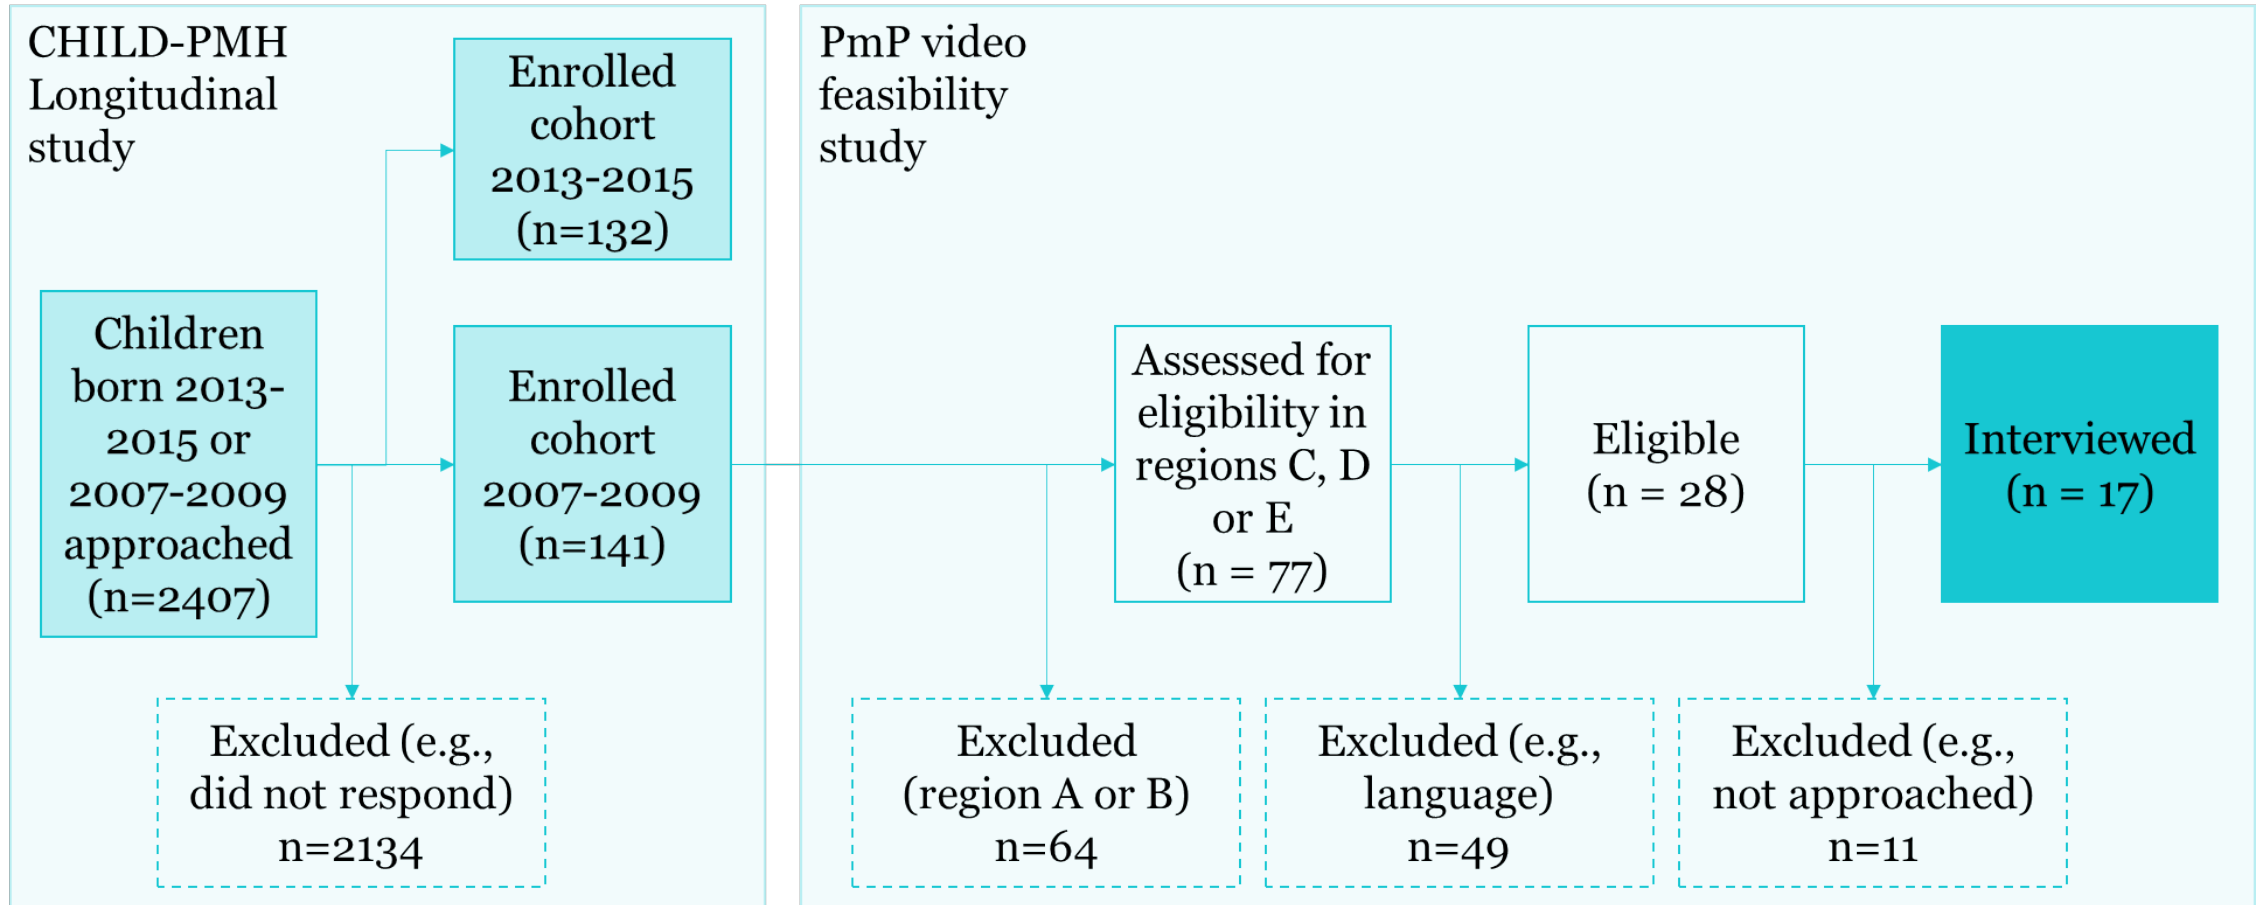 CHILD-PMH
Longitudinal
study
Enrolled
cohort
2013-2015
(n=132)
Children
born 2013-
2015 or
2007-2009
approached
(n=2407)
Enrolled
cohort
2007-2009
(n=141)
Excluded (e.g.,
did not respond)
n=2134
PmP video
feasibility
study
Assessed for
eligibility in
regions C, D
or E
(n = 77)
Eligible
(n = 28)
Interviewed
(n = 17)
Excluded
(region A or B)
n=64
Excluded (e.g.,
language)
n=49
Excluded (e.g.,
not approached)
n=11